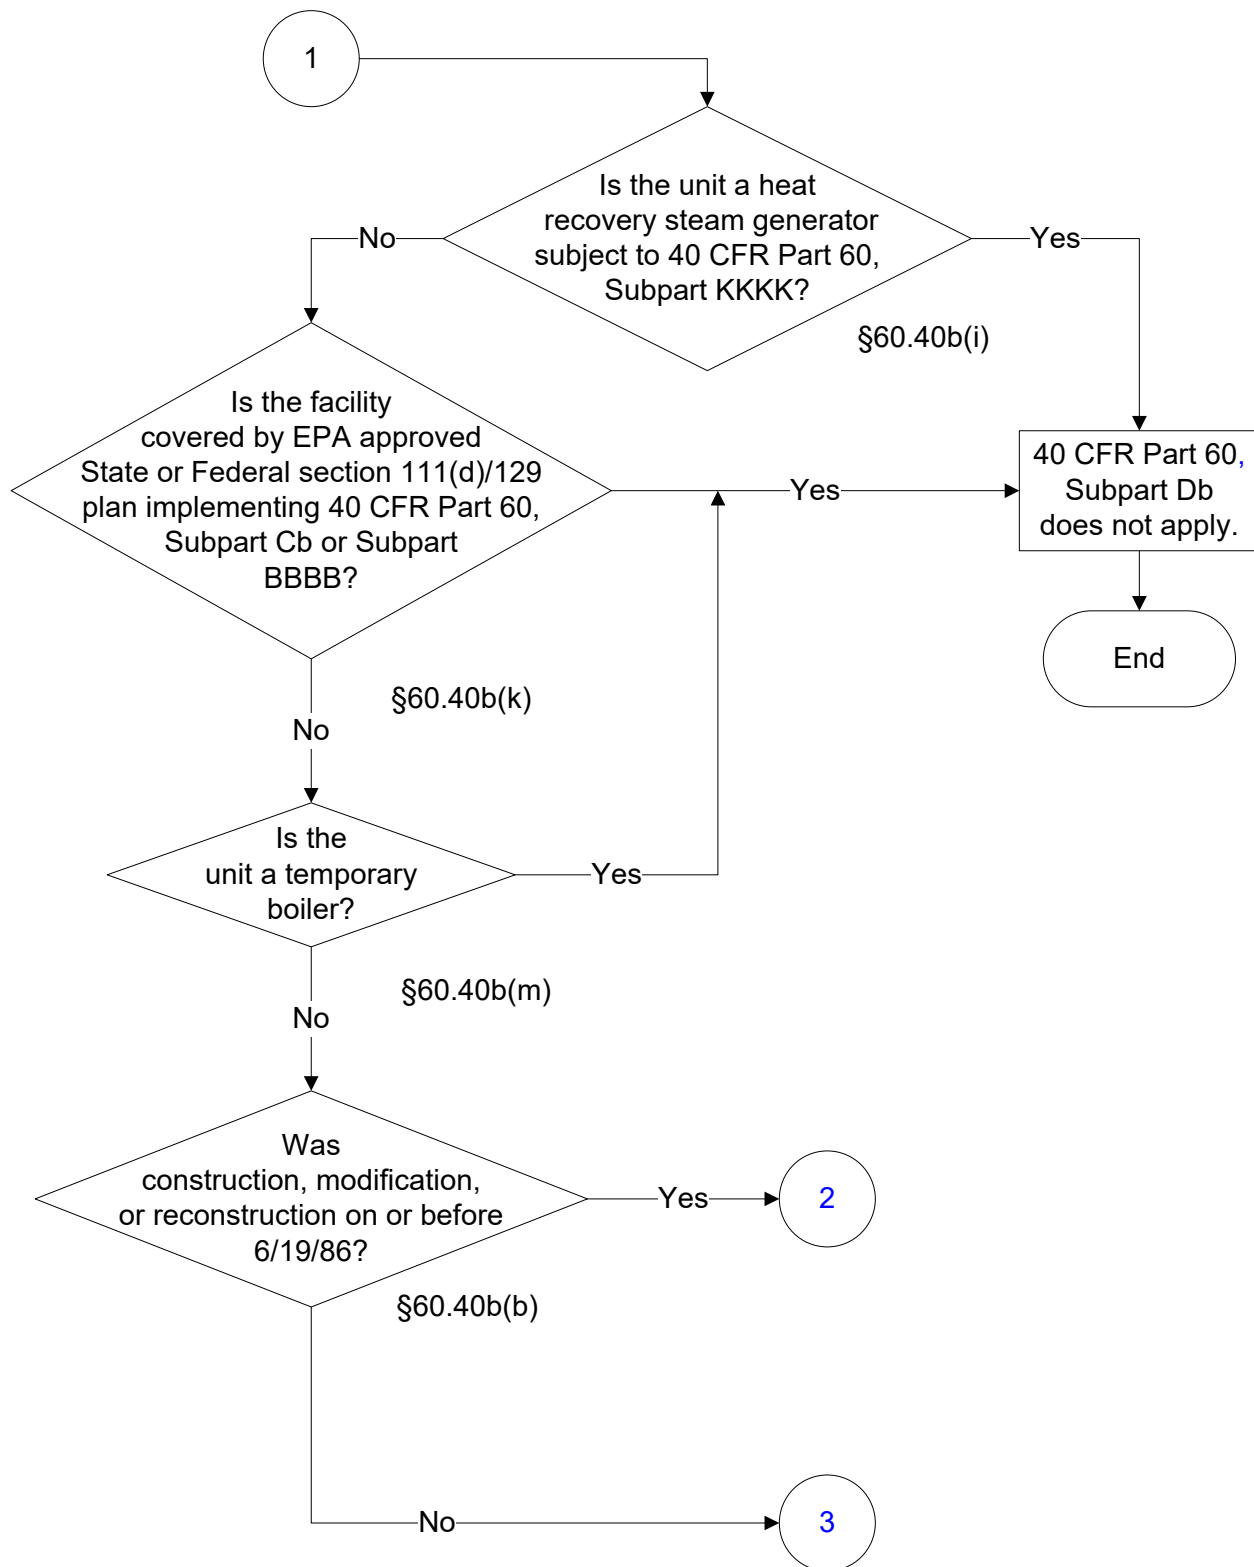 1
Is the unit a heat
recovery steam generator
subject to 40 CFR Part 60,
Subpart KKKK?
No
Yes
§60.40b(i)
Is the facility
covered by EPA approved
State or Federal section 111(d)/129
plan implementing 40 CFR Part 60,
Subpart Cb or Subpart
BBBB?
Yes
40 CFR Part 60,
Subpart Db
does not apply.
End
§60.40b(k)
No
Is the
unit a temporary
boiler?
Yes
§60.40b(m)
No
Was
construction, modification,
or reconstruction on or before
6/19/86?
Yes
2
§60.40b(b)
No
3